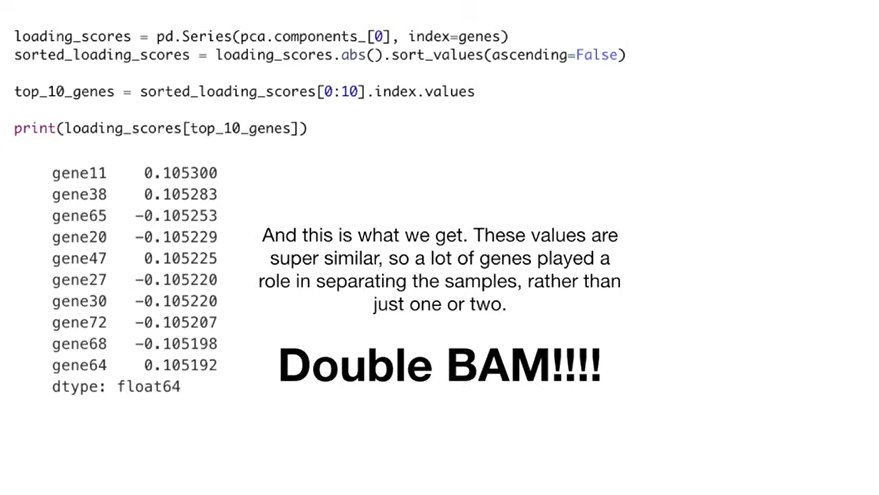 loading_scores = pd.Series(pca.components_[0], index=genes)
sorted_loading_scores = loading_scores.abs().sort_values(ascending=False)
top_10_genes = sorted_loading_scores[0:10].index.values
print(loading_scores[top_10_genes])
gene11    0.105300
gene38    0.105283
gene65   -0.105253
gene20   -0.105229
gene47    0.105225
gene27   -0.105220
gene30   -0.105220
gene72   -0.105207
gene68   -0.105198
gene64    0.105192
dtype: float64
And this is what we get. These values are
super similar, so a lot of genes played a
role in separating the samples, rather than
just one or two.
Double BAM!!!!